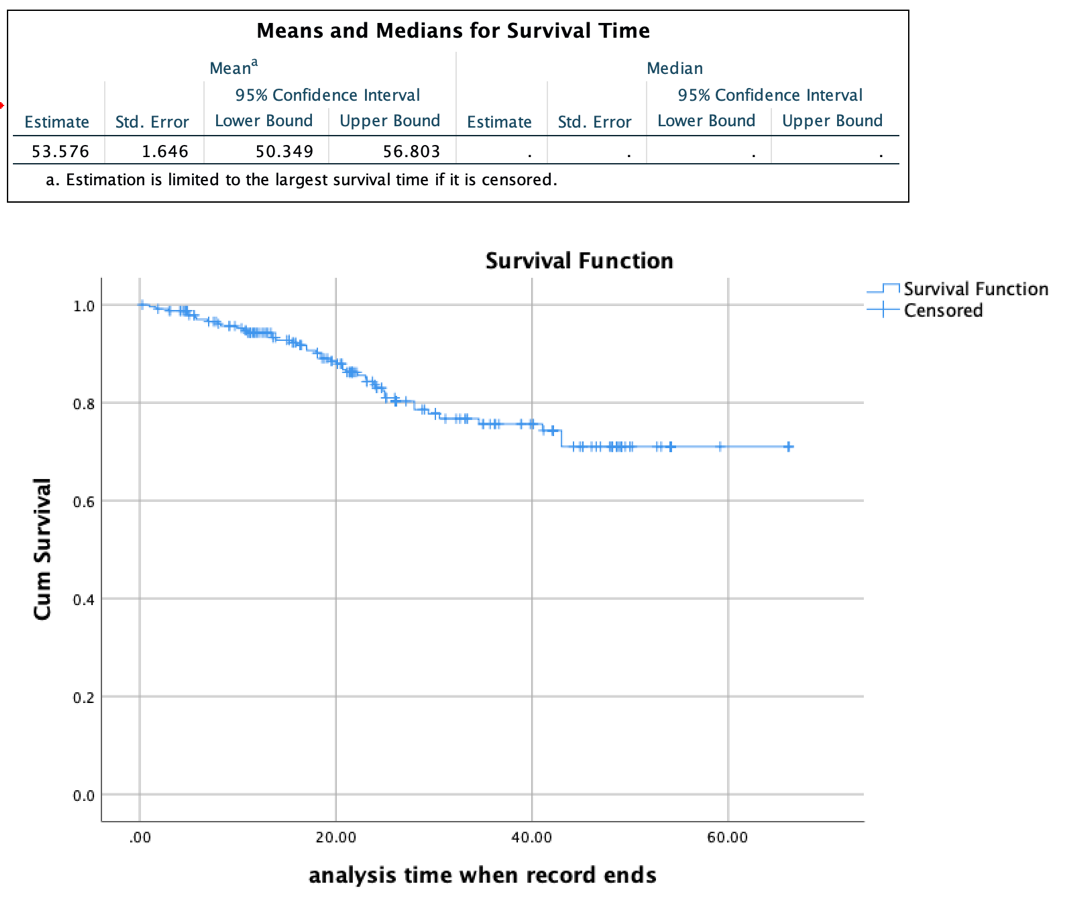 Means and Medians for Survival Time
Meanᵃ Median
95% Confidence Interval 95% Confidence Interval
Estimate Std. Error Lower Bound Upper Bound Estimate Std. Error Lower Bound Upper Bound
53.576 1.646 50.349 56.803 . . . .
a. Estimation is limited to the largest survival time if it is censored.
Survival Function
Survival Function
Censored
1.0
0.8
0.6
0.4
0.2
0.0
Cum Survival
.00 20.00 40.00 60.00
analysis time when record ends